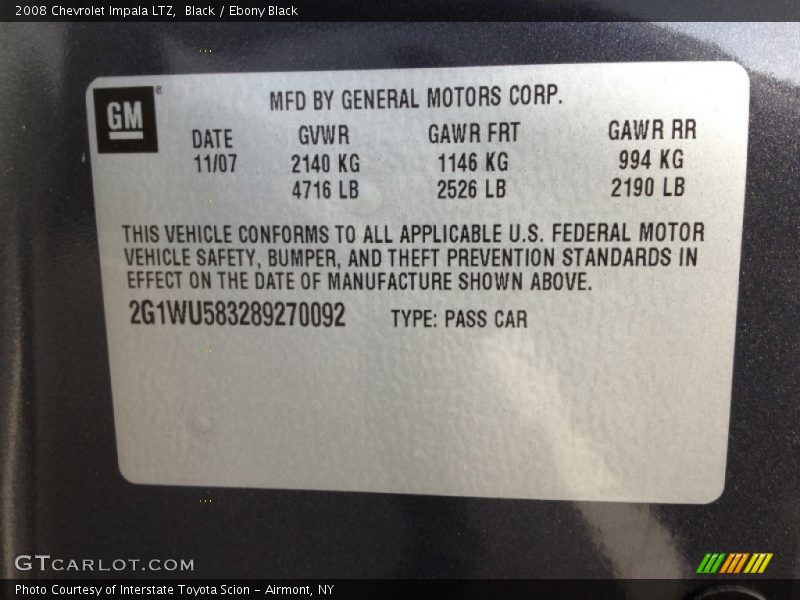 2008 Chevrolet Impala LTZ, Black / Ebony Black
GM®
MFD BY GENERAL MOTORS CORP.
DATE GVWR GAWR FRT GAWR RR
11/07 2140 KG 1146 KG 994 KG
4716 LB 2526 LB 2190 LB
THIS VEHICLE CONFORMS TO ALL APPLICABLE U.S. FEDERAL MOTOR
VEHICLE SAFETY, BUMPER, AND THEFT PREVENTION STANDARDS IN
EFFECT ON THE DATE OF MANUFACTURE SHOWN ABOVE.
2G1WU583289270092 TYPE: PASS CAR
GTCARLOT.COM
Photo Courtesy of Interstate Toyota Scion - Airmont, NY